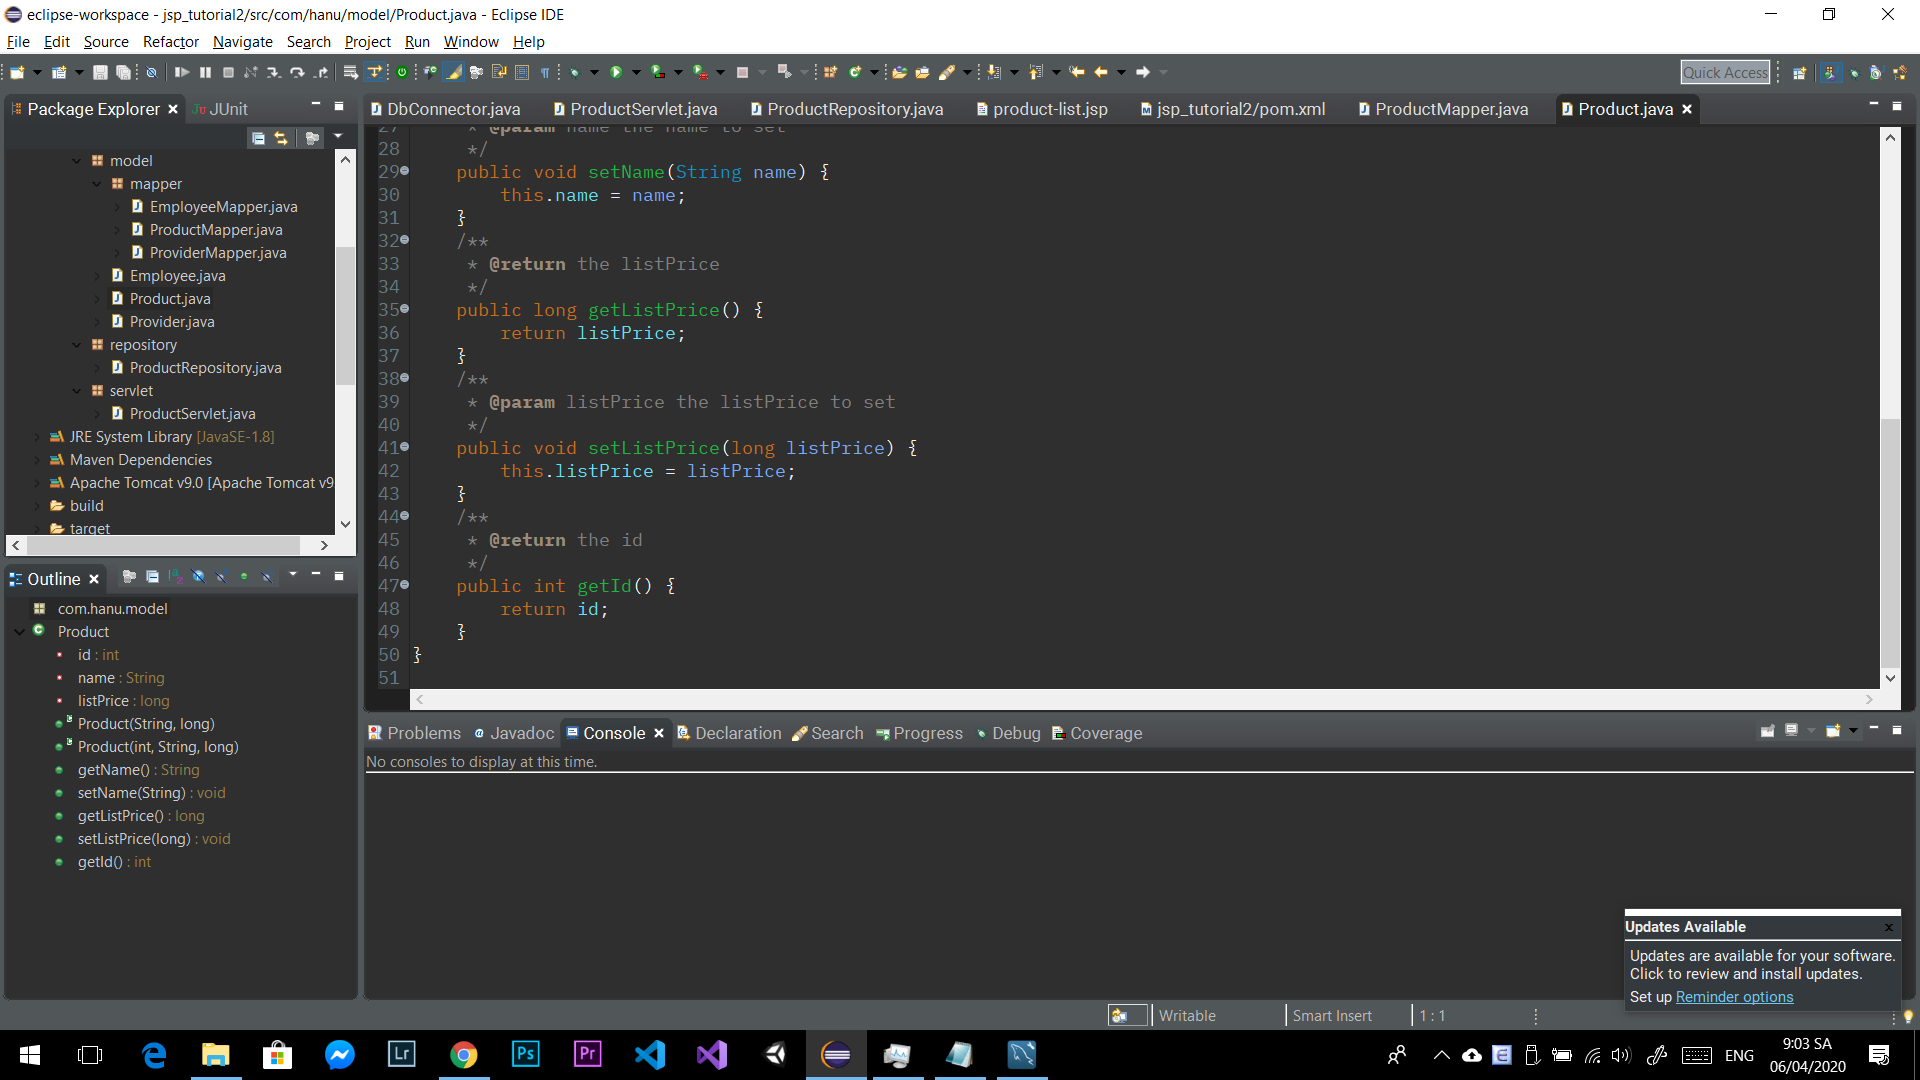 eclipse-workspace - jsp_tutorial2/src/com/hanu/model/Product.java - Eclipse IDE
File Edit Source Refactor Navigate Search Project Run Window Help
Quick Access
Package Explorer JUnit
model
mapper
EmployeeMapper.java
ProductMapper.java
ProviderMapper.java
Employee.java
Product.java
Provider.java
repository
ProductRepository.java
servlet
ProductServlet.java
JRE System Library [JavaSE-1.8]
Maven Dependencies
Apache Tomcat v9.0 [Apache Tomcat v9
build
target
Outline
com.hanu.model
Product
id : int
name : String
listPrice : long
Product(String, long)
Product(int, String, long)
getName() : String
setName(String) : void
getListPrice() : long
setListPrice(long) : void
getId() : int
DbConnector.java ProductServlet.java ProductRepository.java product-list.jsp jsp_tutorial2/pom.xml ProductMapper.java Product.java
27 * @param name the name to set
28 */
29 public void setName(String name) {
30 this.name = name;
31 }
32 /**
33 * @return the listPrice
34 */
35 public long getListPrice() {
36 return listPrice;
37 }
38 /**
39 * @param listPrice the listPrice to set
40 */
41 public void setListPrice(long listPrice) {
42 this.listPrice = listPrice;
43 }
44 /**
45 * @return the id
46 */
47 public int getId() {
48 return id;
49 }
50 }
51
Problems Javadoc Console Declaration Search Progress Debug Coverage
No consoles to display at this time.
Updates Available
Updates are available for your software.
Click to review and install updates.
Set up Reminder options
Writable Smart Insert 1 : 1
Lr Ps Pr
ENG
9:03 SA
06/04/2020